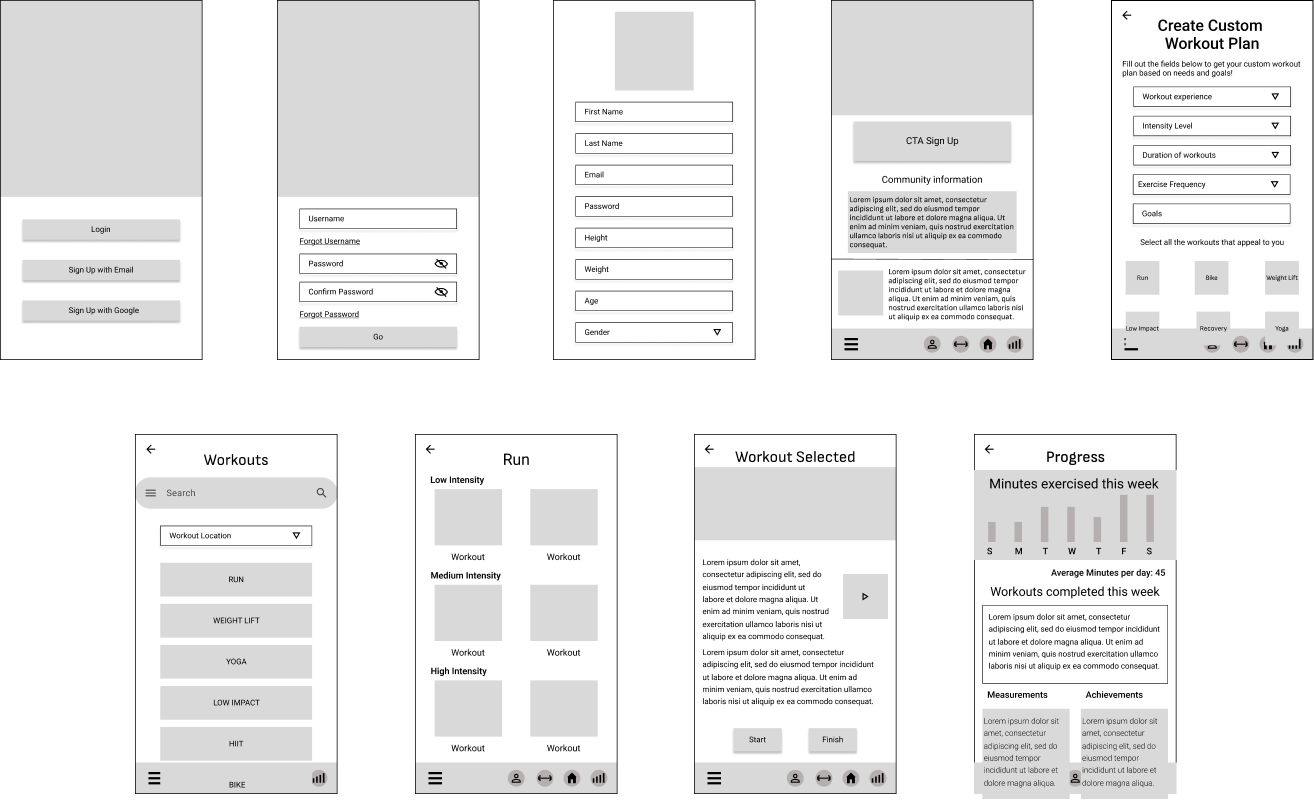 Login
Sign Up with Email
Sign Up with Google
Username
Forgot Username
Password
Confirm Password
Forgot Password
Go
First Name
Last Name
Email
Password
Height
Weight
Age
Gender
CTA Sign Up
Community information
Lorem ipsum dolor sit amet, consectetur
adipiscing elit, sed do eiusmod tempor
incididunt ut labore et dolore magna aliqua. Ut
enim ad minim veniam, quis nostrud exercitation
ullamco laboris nisi ut aliquip ex ea commodo
consequat.
Lorem ipsum dolor sit amet, consectetur
adipiscing elit, sed do eiusmod tempor
incididunt ut labore et dolore magna
aliqua. Ut enim ad minim veniam, quis
nostrud exercitation ullamco laboris nisi
ut aliquip ex ea commodo consequat.
Create Custom
Workout Plan
Fill out the fields below to get your custom workout
plan based on needs and goals!
Workout experience
Intensity Level
Duration of workouts
Exercise Frequency
Goals
Select all the workouts that appeal to you
Run
Bike
Weight Lift
Low Impact
Recovery
Yoga
Workouts
Search
Workout Location
RUN
WEIGHT LIFT
YOGA
LOW IMPACT
HIIT
BIKE
Run
Low Intensity
Workout
Workout
Medium Intensity
Workout
Workout
High Intensity
Workout
Workout
Workout Selected
Lorem ipsum dolor sit amet,
consectetur adipiscing elit, sed do
eiusmod tempor incididunt ut
labore et dolore magna aliqua. Ut
enim ad minim veniam, quis nostrud
exercitation ullamco laboris nisi ut
aliquip ex ea commodo consequat.
Lorem ipsum dolor sit amet, consectetur
adipiscing elit, sed do eiusmod tempor incididunt
ut labore et dolore magna aliqua. Ut enim ad
minim veniam, quis nostrud exercitation ullamco
laboris nisi ut aliquip ex ea commodo consequat.
Start
Finish
Progress
Minutes exercised this week
S M T W T F S
Average Minutes per day: 45
Workouts completed this week
Lorem ipsum dolor sit amet, consectetur
adipiscing elit, sed do eiusmod tempor incididunt
ut labore et dolore magna aliqua. Ut enim ad
minim veniam, quis nostrud exercitation ullamco
laboris nisi ut aliquip ex ea commodo consequat.
Measurements
Lorem ipsum dolor sit
amet, consectetur
adipiscing elit, sed do
eiusmod tempor
incididunt ut labore et
dolore magna aliqua.
Achievements
Lorem ipsum dolor sit
amet, consectetur
adipiscing elit, sed do
eiusmod tempor
incididunt ut labore et
dolore magna aliqua.